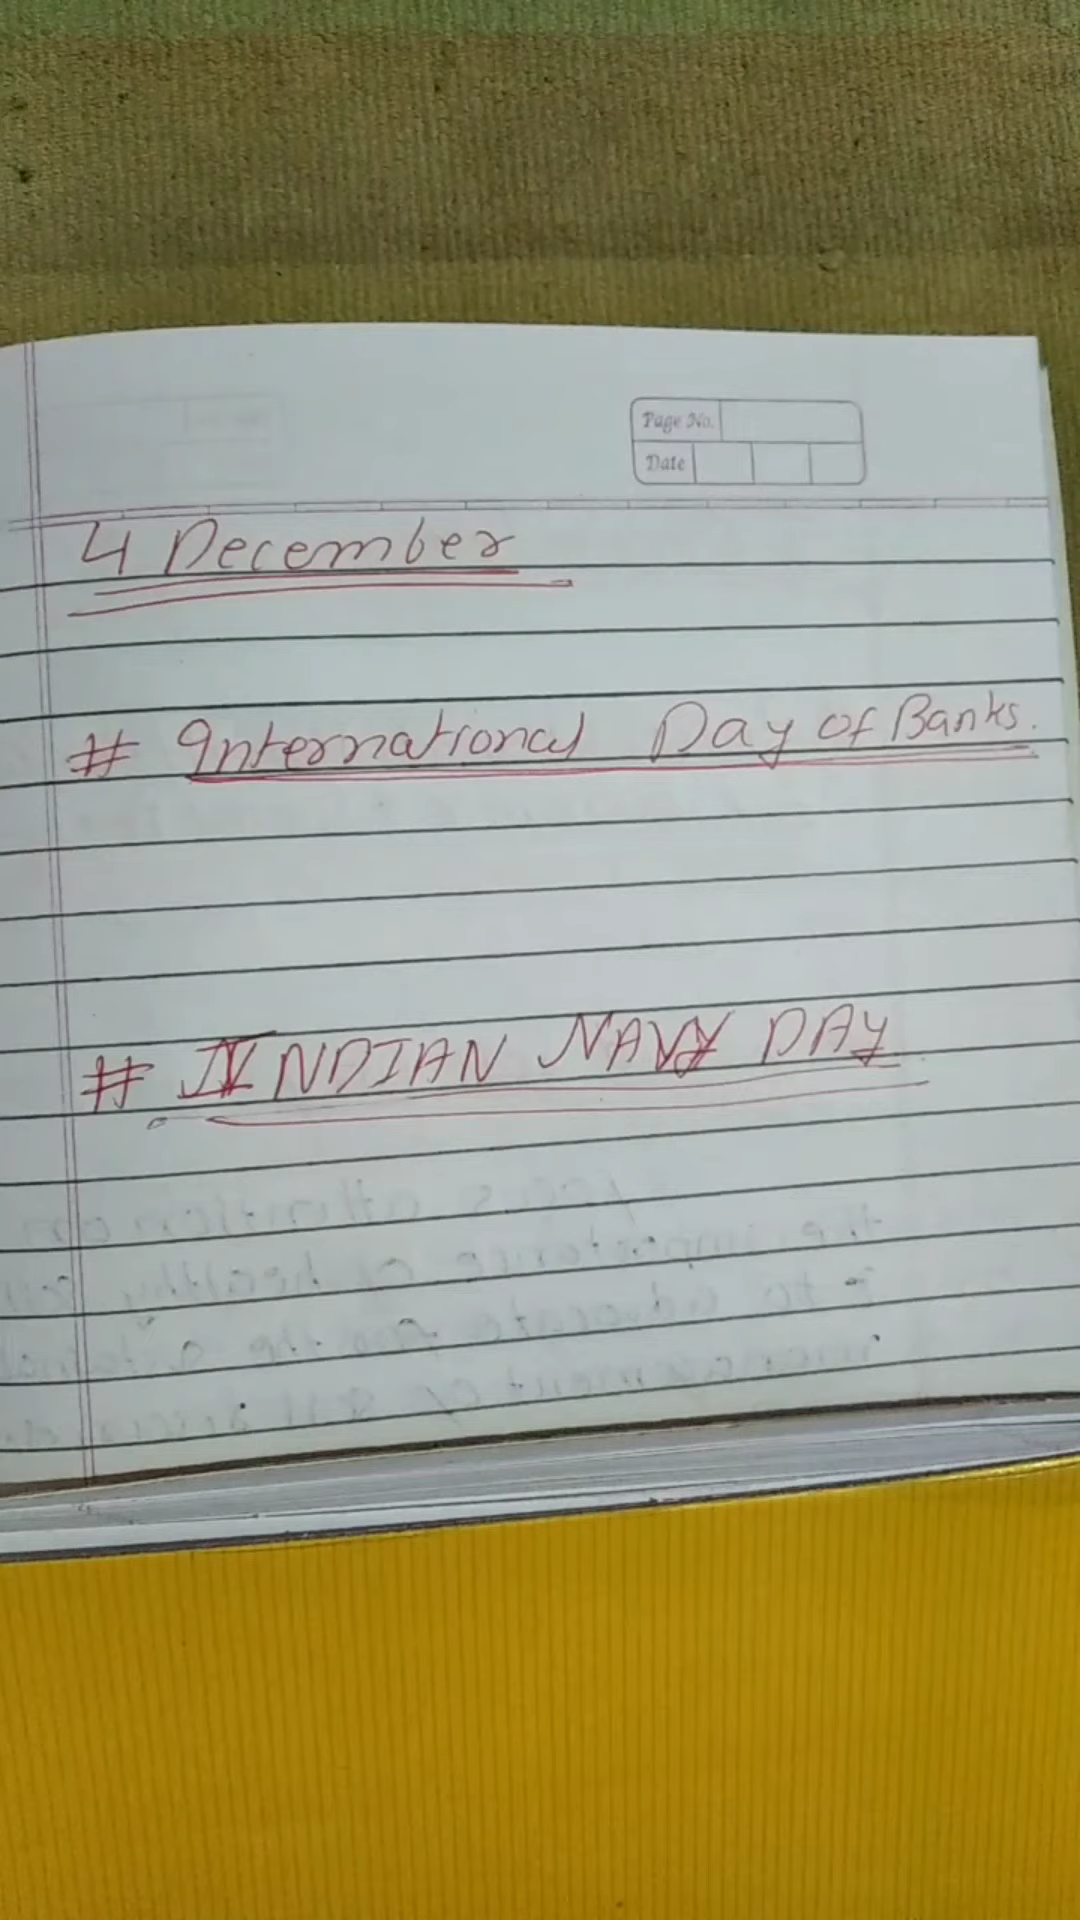 Page No.
Date
4 December
# International Day of Banks.
# INDIAN NAVY DAY